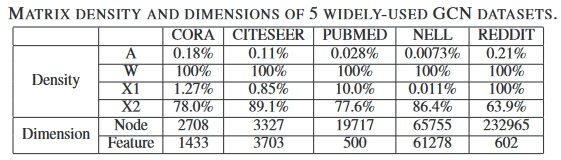 MATRIX DENSITY AND DIMENSIONS OF 5 WIDELY-USED GCN DATASETS.
CORA CITESEER PUBMED NELL REDDIT
Density
A 0.18% 0.11% 0.028% 0.0073% 0.21%
W 100% 100% 100% 100% 100%
X1 1.27% 0.85% 10.0% 0.011% 100%
X2 78.0% 89.1% 77.6% 86.4% 63.9%
Dimension
Node 2708 3327 19717 65755 232965
Feature 1433 3703 500 61278 602